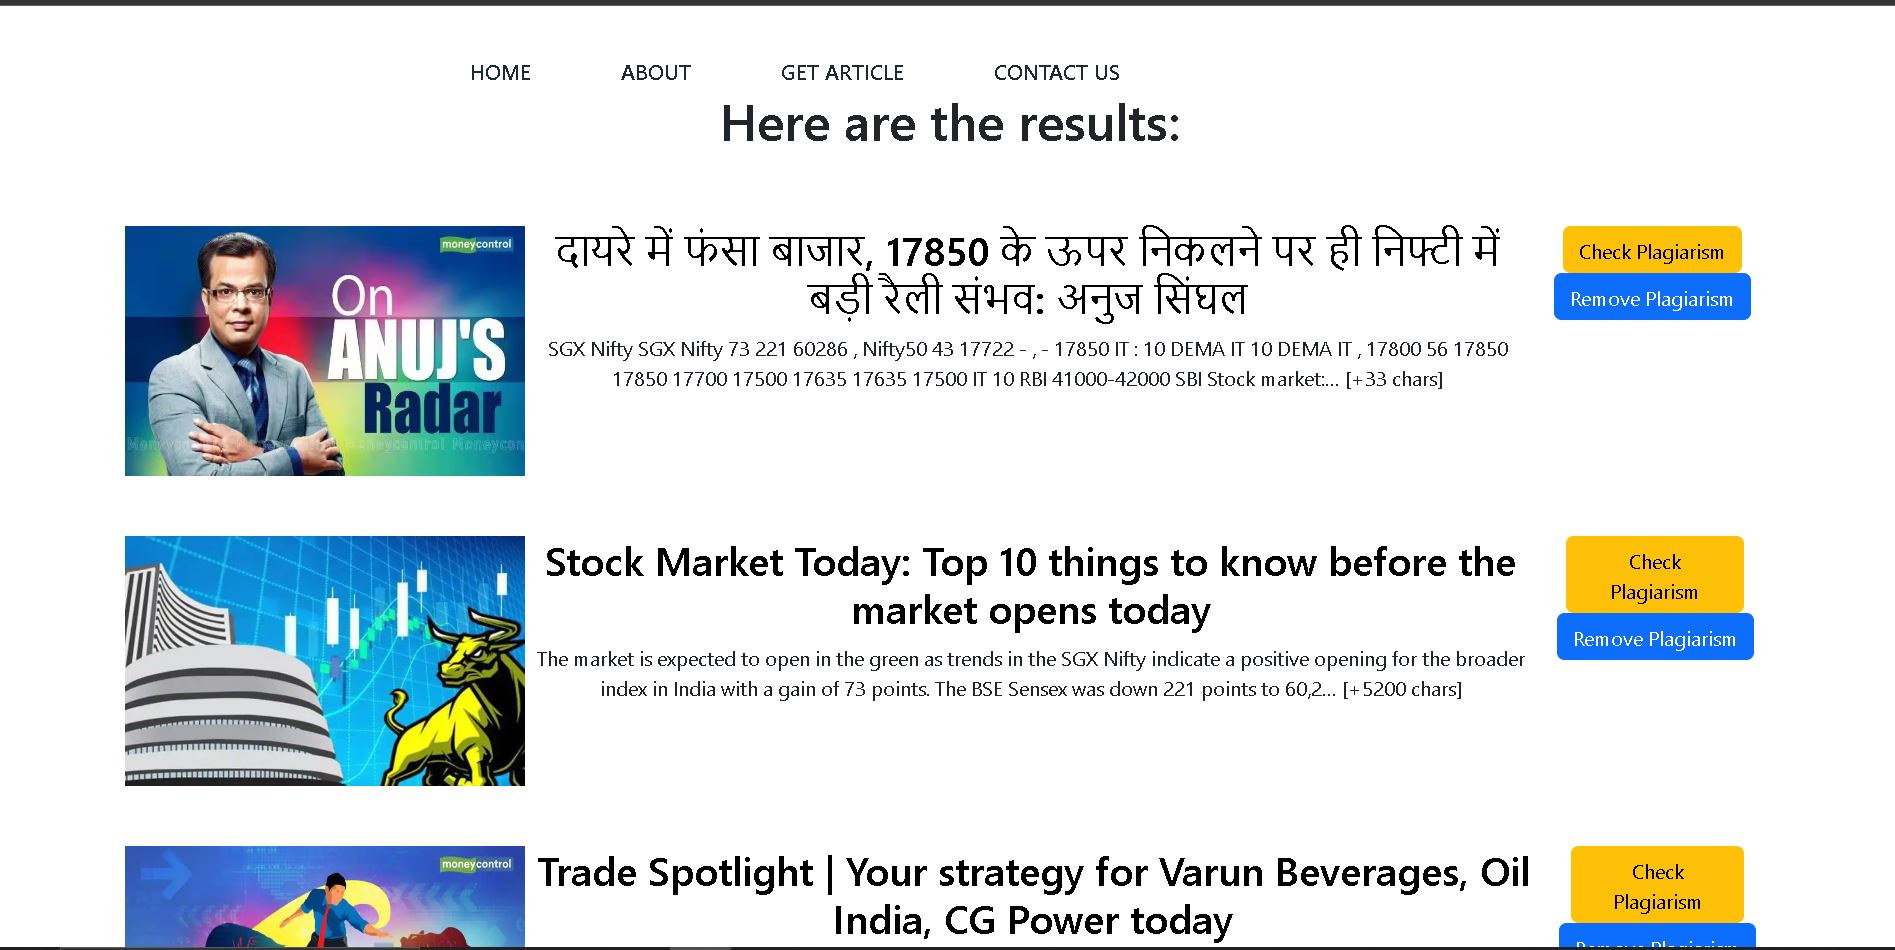 HOME ABOUT GET ARTICLE CONTACT US
Here are the results:
moneycontrol
On
ANUJ'S
Radar
दायरे में फंसा बाजार, 17850 के ऊपर निकलने पर ही निफ्टी में
बड़ी रैली संभव: अनुज सिंघल
SGX Nifty SGX Nifty 73 221 60286 , Nifty50 43 17722 - , - 17850 IT : 10 DEMA IT 10 DEMA IT , 17800 56 17850
17850 17700 17500 17635 17635 17500 IT 10 RBI 41000-42000 SBI Stock market:... [+33 chars]
Check Plagiarism
Remove Plagiarism
Stock Market Today: Top 10 things to know before the
market opens today
The market is expected to open in the green as trends in the SGX Nifty indicate a positive opening for the broader
index in India with a gain of 73 points. The BSE Sensex was down 221 points to 60,2... [+5200 chars]
Check
Plagiarism
Remove Plagiarism
moneycontrol
Trade Spotlight | Your strategy for Varun Beverages, Oil
India, CG Power today
Check
Plagiarism
Remove Plagiarism